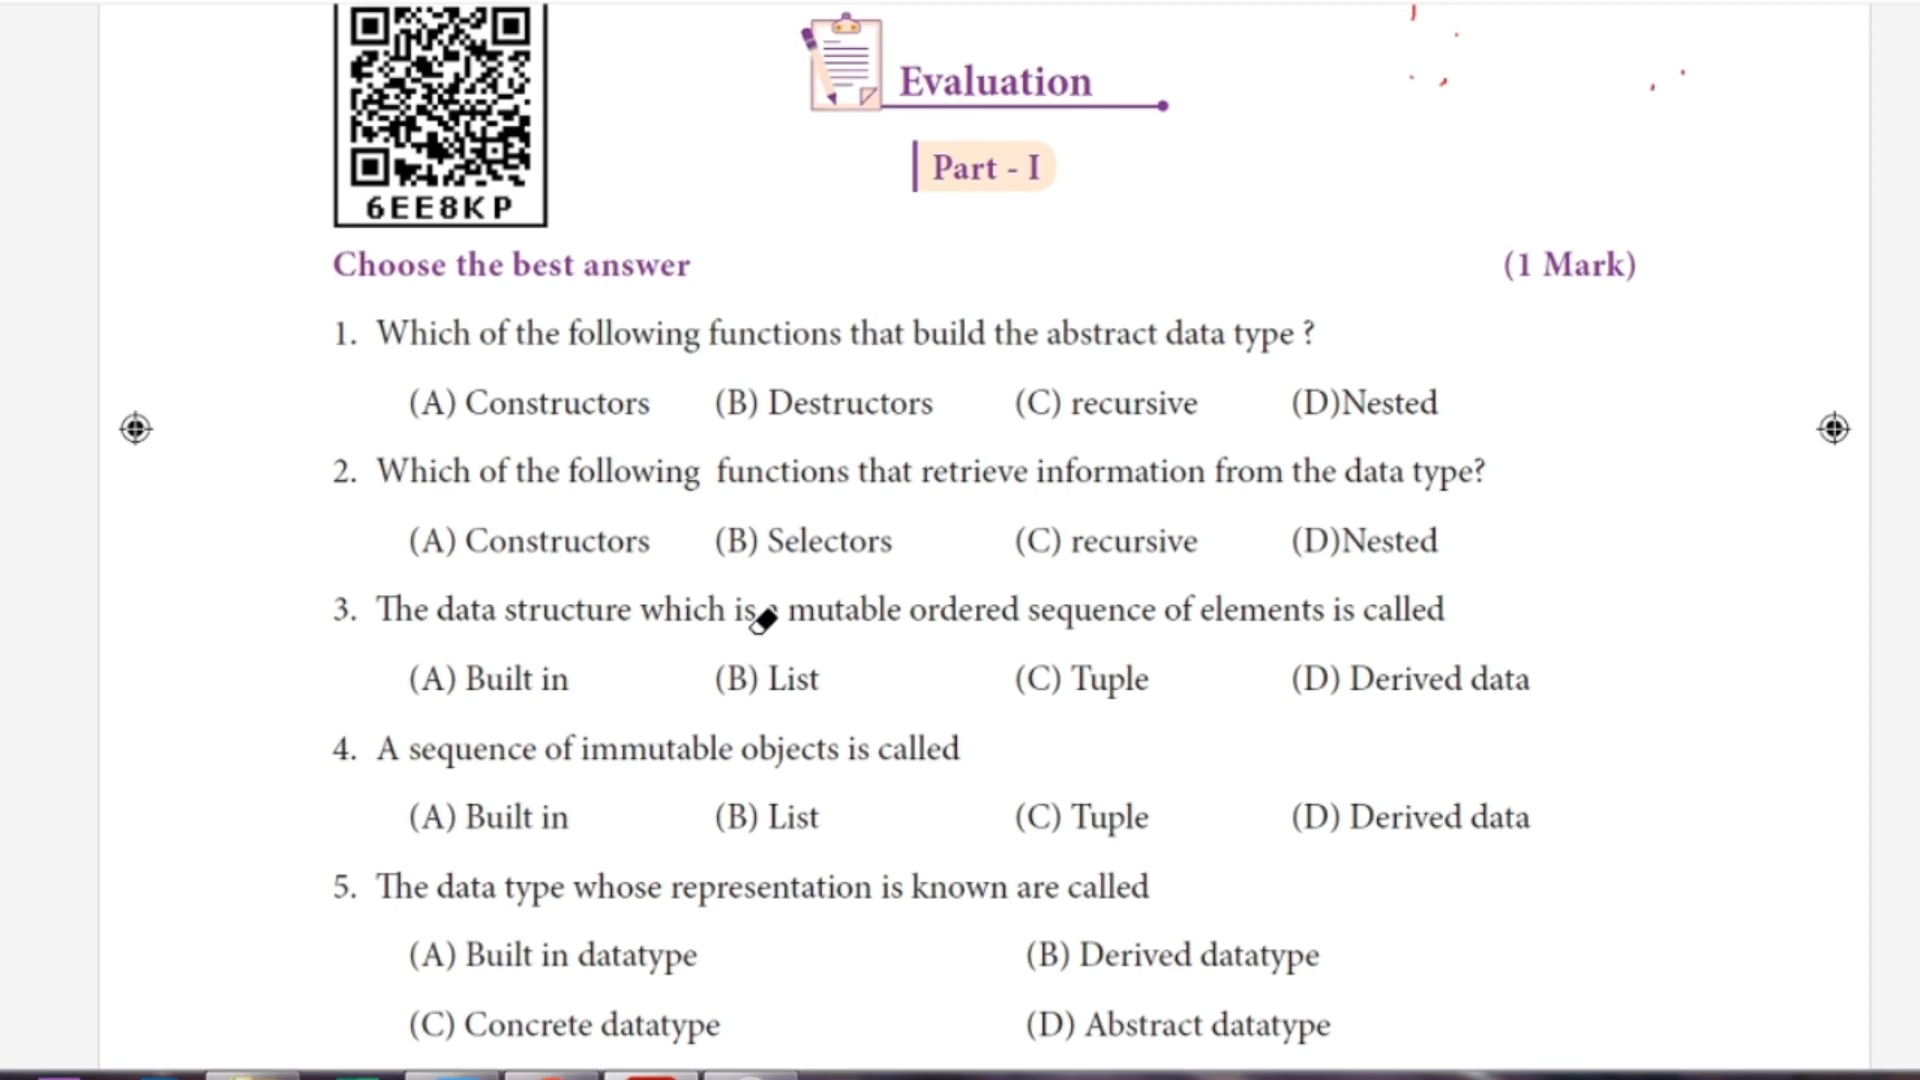 6EE8KP
Evaluation
Part - I
Choose the best answer (1 Mark)
1. Which of the following functions that build the abstract data type ?
(A) Constructors (B) Destructors (C) recursive (D)Nested
2. Which of the following functions that retrieve information from the data type?
(A) Constructors (B) Selectors (C) recursive (D)Nested
3. The data structure which is mutable ordered sequence of elements is called
(A) Built in (B) List (C) Tuple (D) Derived data
4. A sequence of immutable objects is called
(A) Built in (B) List (C) Tuple (D) Derived data
5. The data type whose representation is known are called
(A) Built in datatype (B) Derived datatype
(C) Concrete datatype (D) Abstract datatype